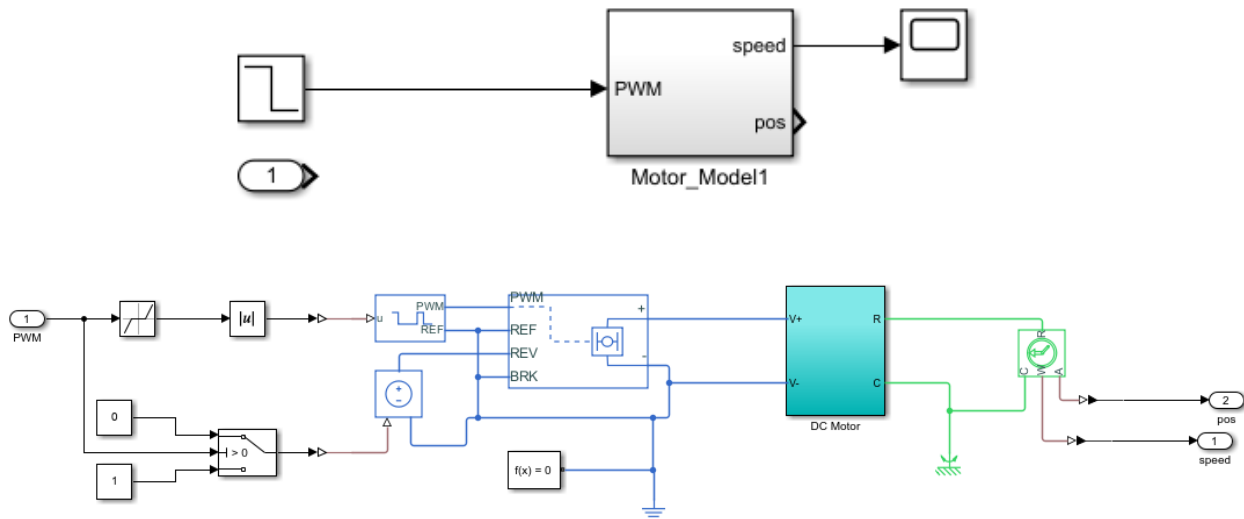 speed
PWM
pos
1
Motor_Model1
1
PWM
|u|
u
PWM
REF
PWM
REF
REV
BRK
+
-
+
-
V+
V-
R
C
DC Motor
R
C
W
A
0
> 0
1
f(x) = 0
2
pos
1
speed